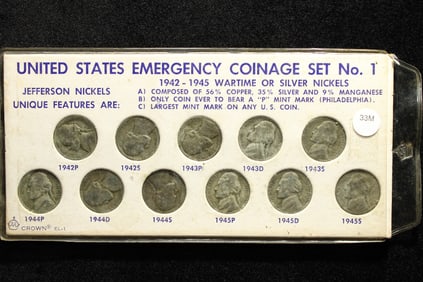 UNITED STATES EMERGENCY COINAGE SET No. 1
1942 - 1945 WARTIME OR SILVER NICKELS
JEFFERSON NICKELS
UNIQUE FEATURES ARE:
A) COMPOSED OF 56% COPPER, 35% SILVER AND 9% MANGANESE
B) ONLY COIN EVER TO BEAR A "P" MINT MARK (PHILADELPHIA).
C) LARGEST MINT MARK ON ANY U.S. COIN.
33M
1942P 1942S 1943P 1943D 1943S
1944P 1944D 1944S 1945P 1945D 1945S
CROWN®